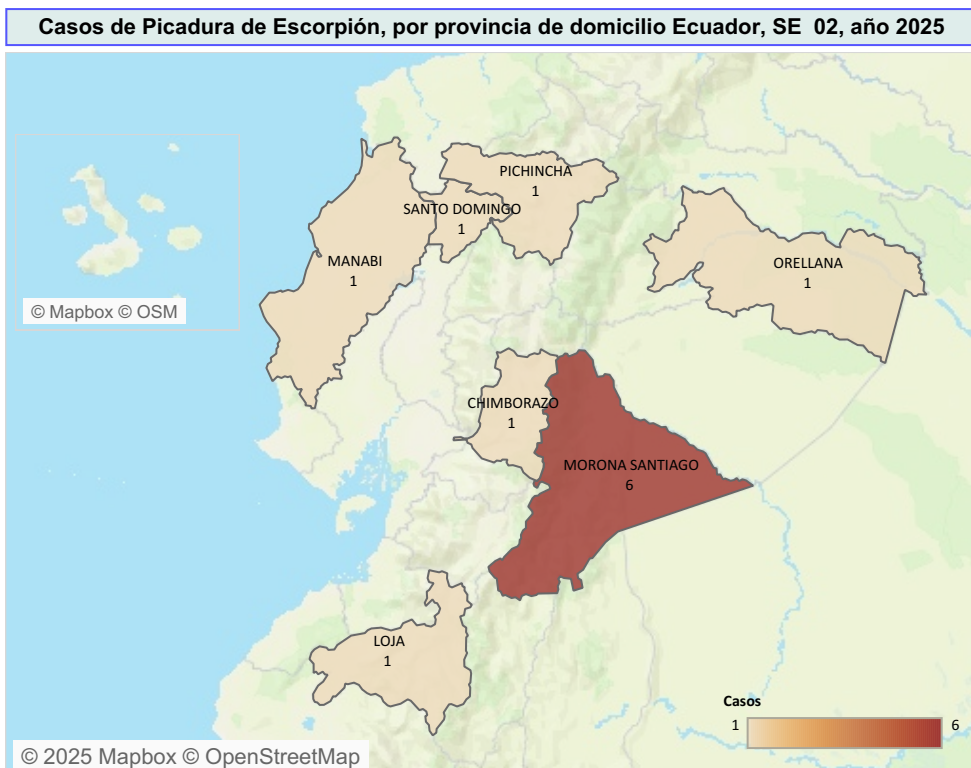 Casos de Picadura de Escorpión, por provincia de domicilio Ecuador, SE  02, año 2025
PICHINCHA
1
SANTO DOMINGO
1
MANABI
1
ORELLANA
1
© Mapbox © OSM
CHIMBORAZO
1
MORONA SANTIAGO
6
LOJA
1
Casos
1 6
© 2025 Mapbox © OpenStreetMap